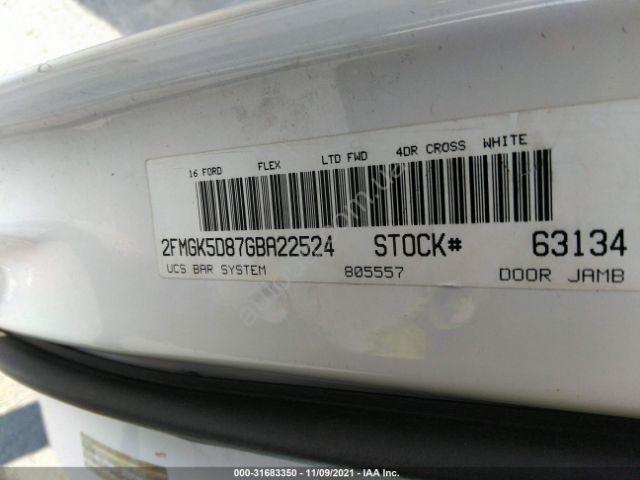 16 FORD FLEX LTD FWD 4DR CROSS WHITE
2FMGK5D87GBA22524 STOCK# 63134
UCS BAR SYSTEM 805557 DOOR JAMB
000-31683350 | 11/09/2021 | IAA Inc.